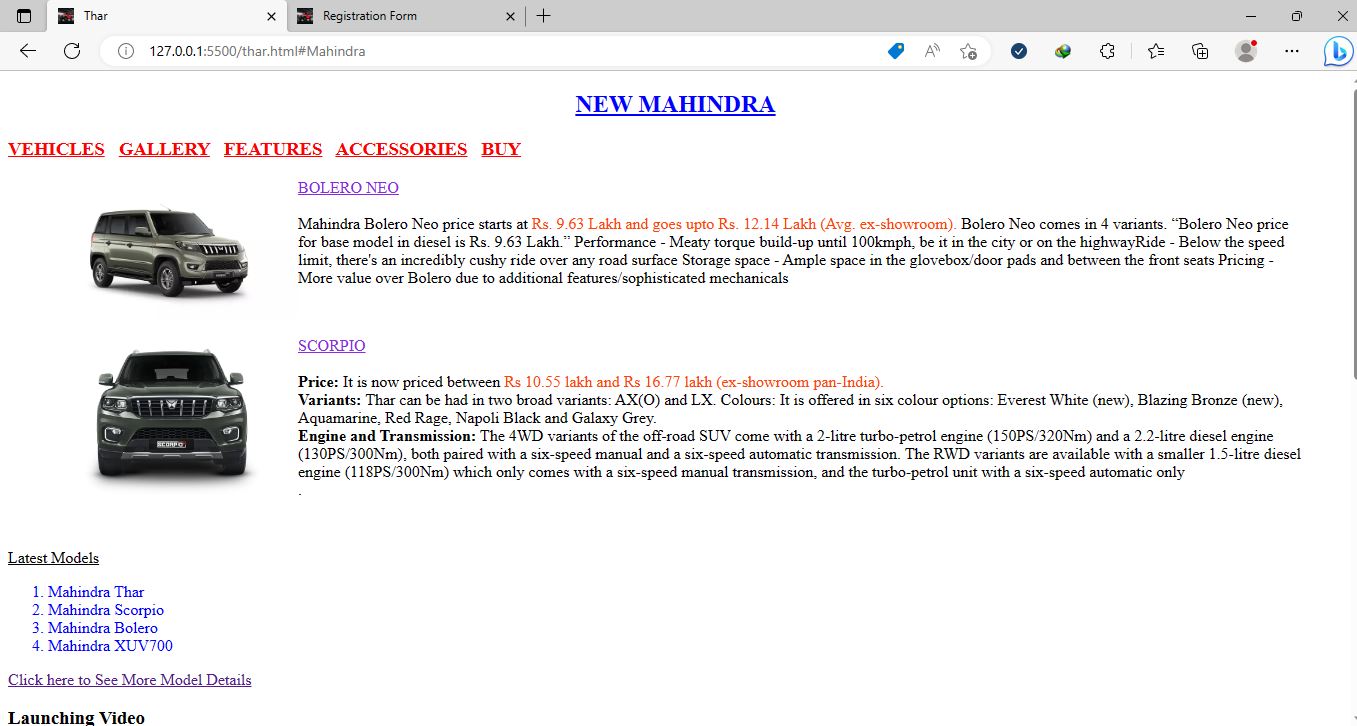 Thar
Registration Form
127.0.0.1:5500/thar.html#Mahindra
NEW MAHINDRA
VEHICLES GALLERY FEATURES ACCESSORIES BUY
BOLERO NEO
Mahindra Bolero Neo price starts at Rs. 9.63 Lakh and goes upto Rs. 12.14 Lakh (Avg. ex-showroom). Bolero Neo comes in 4 variants. “Bolero Neo price
for base model in diesel is Rs. 9.63 Lakh.” Performance - Meaty torque build-up until 100kmph, be it in the city or on the highwayRide - Below the speed
limit, there's an incredibly cushy ride over any road surface Storage space - Ample space in the glovebox/door pads and between the front seats Pricing -
More value over Bolero due to additional features/sophisticated mechanicals
SCORPIO
SCORPIO
Price: It is now priced between Rs 10.55 lakh and Rs 16.77 lakh (ex-showroom pan-India).
Variants: Thar can be had in two broad variants: AX(O) and LX. Colours: It is offered in six colour options: Everest White (new), Blazing Bronze (new),
Aquamarine, Red Rage, Napoli Black and Galaxy Grey.
Engine and Transmission: The 4WD variants of the off-road SUV come with a 2-litre turbo-petrol engine (150PS/320Nm) and a 2.2-litre diesel engine
(130PS/300Nm), both paired with a six-speed manual and a six-speed automatic transmission. The RWD variants are available with a smaller 1.5-litre diesel
engine (118PS/300Nm) which only comes with a six-speed manual transmission, and the turbo-petrol unit with a six-speed automatic only
.
Latest Models
1. Mahindra Thar
2. Mahindra Scorpio
3. Mahindra Bolero
4. Mahindra XUV700
Click here to See More Model Details
Launching Video